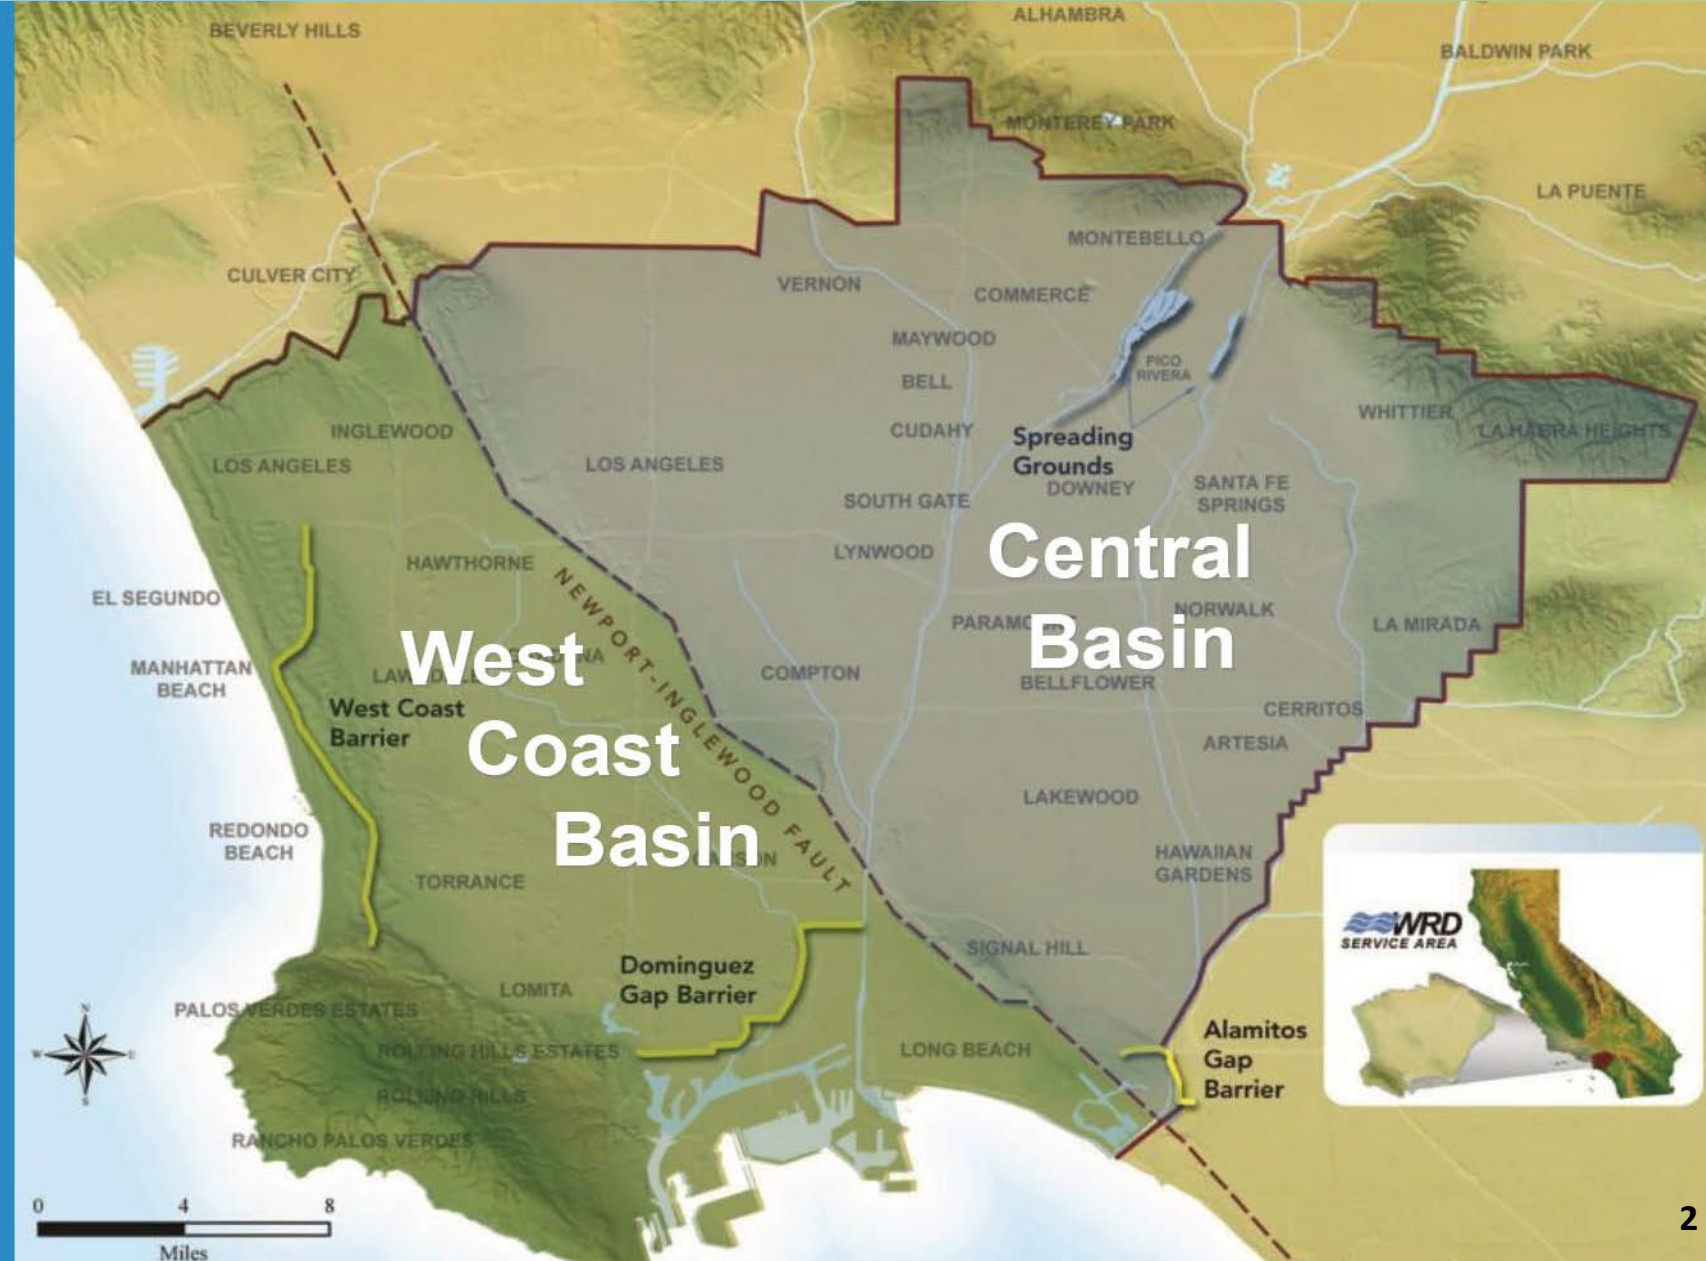 BEVERLY HILLS
ALHAMBRA
BALDWIN PARK
MONTEREY PARK
LA PUENTE
MONTEBELLO
CULVER CITY
VERNON
COMMERCE
MAYWOOD
PICO
RIVERA
BELL
WHITTIER
LA HABRA HEIGHTS
INGLEWOOD
CUDAHY
Spreading
Grounds
LOS ANGELES
LOS ANGELES
DOWNEY
SANTA FE
SPRINGS
SOUTH GATE
LYNWOOD
Central
Basin
HAWTHORNE
NEWPORT-INGLEWOOD FAULT
EL SEGUNDO
NORWALK
LA MIRADA
West
Coast
Basin
MANHATTAN
BEACH
COMPTON
BELLFLOWER
West Coast
Barrier
CERRITOS
ARTESIA
LAKEWOOD
REDONDO
BEACH
HAWAIIAN
GARDENS
TORRANCE
SIGNAL HILL
WRD
SERVICE AREA
Dominguez
Gap Barrier
LOMITA
PALOS VERDES ESTATES
ROLLING HILLS ESTATES
LONG BEACH
Alamitos
Gap
Barrier
N
W
E
S
ROLLING HILLS
RANCHO PALOS VERDES
0 4 8
Miles
2